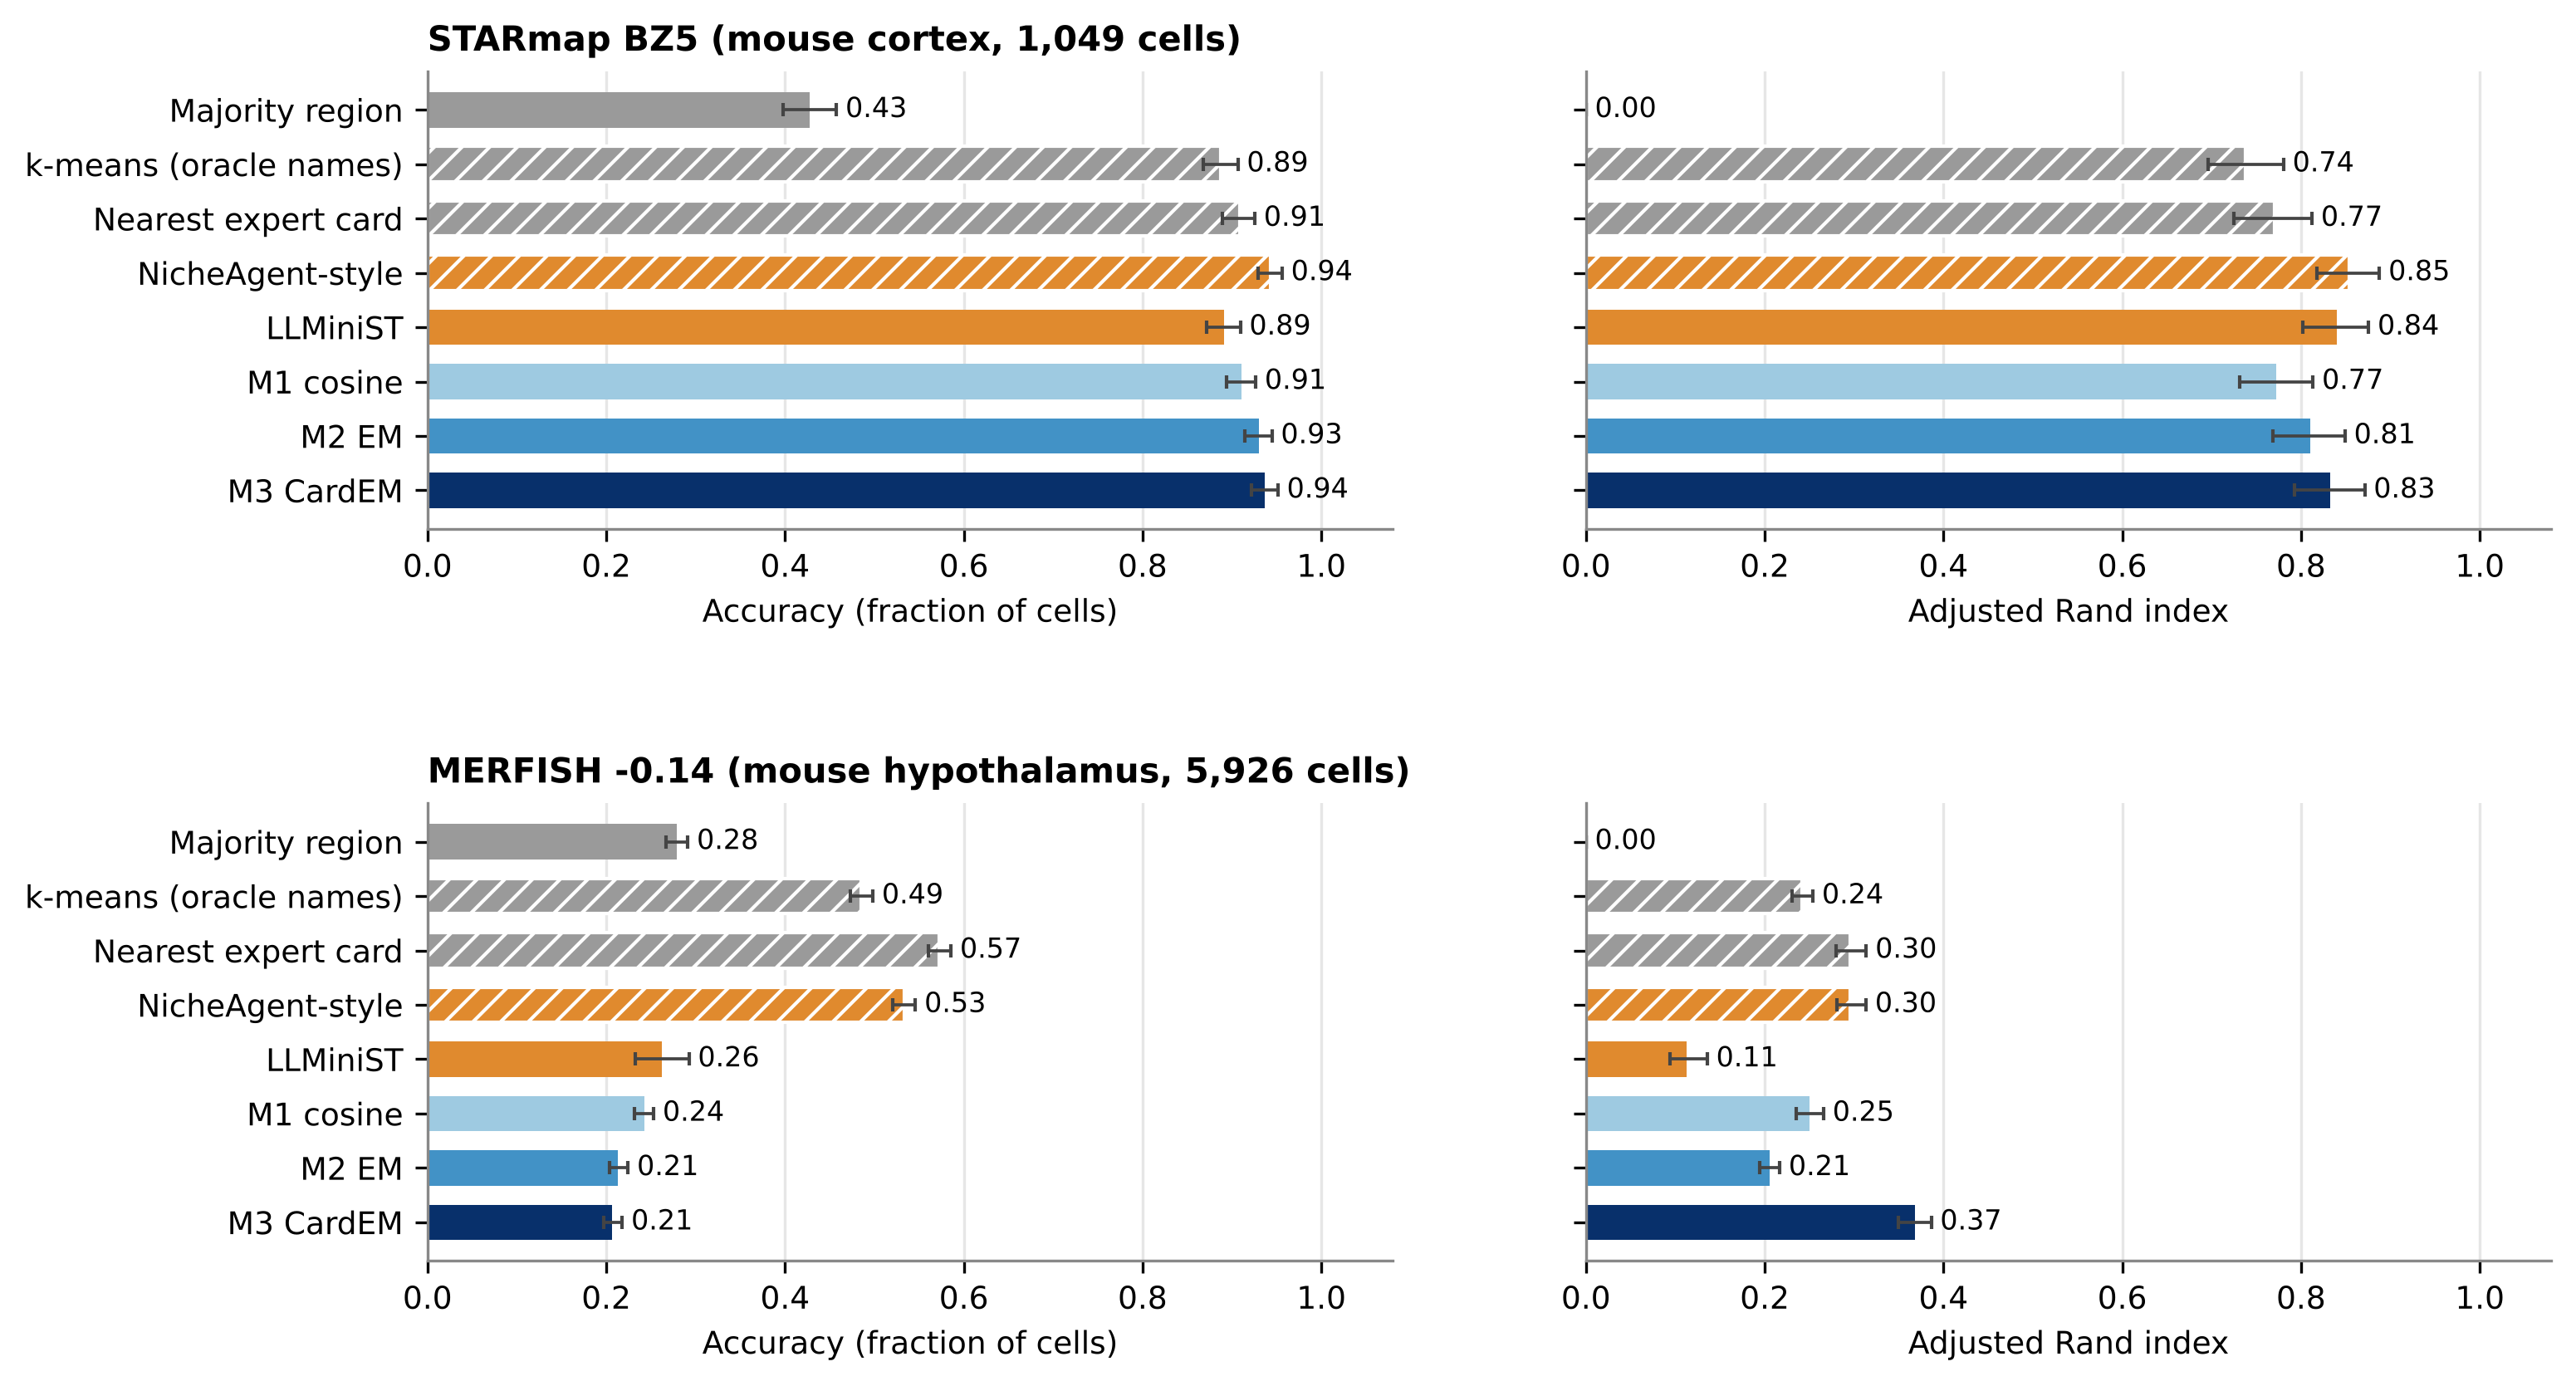 STARmap BZ5 (mouse cortex, 1,049 cells)
Majority region 0.43
k-means (oracle names) 0.89
Nearest expert card 0.91
NicheAgent-style 0.94
LLMiniST 0.89
M1 cosine 0.91
M2 EM 0.93
M3 CardEM 0.94
0.0 0.2 0.4 0.6 0.8 1.0
Accuracy (fraction of cells)
0.00
0.74
0.77
0.85
0.84
0.77
0.81
0.83
0.0 0.2 0.4 0.6 0.8 1.0
Adjusted Rand index
MERFISH -0.14 (mouse hypothalamus, 5,926 cells)
Majority region 0.28
k-means (oracle names) 0.49
Nearest expert card 0.57
NicheAgent-style 0.53
LLMiniST 0.26
M1 cosine 0.24
M2 EM 0.21
M3 CardEM 0.21
0.0 0.2 0.4 0.6 0.8 1.0
Accuracy (fraction of cells)
0.00
0.24
0.30
0.30
0.11
0.25
0.21
0.37
0.0 0.2 0.4 0.6 0.8 1.0
Adjusted Rand index